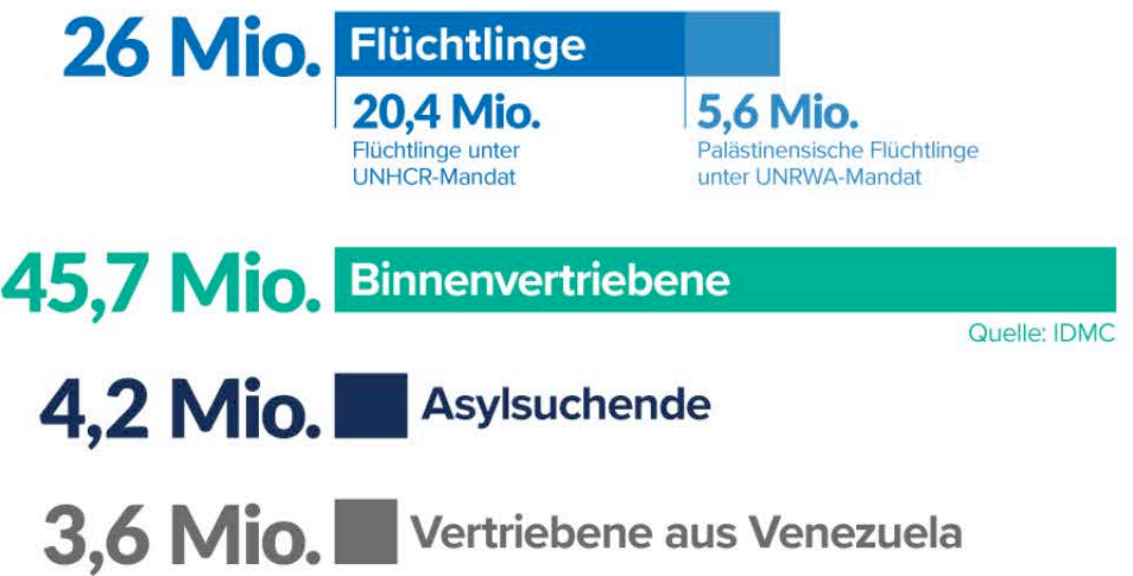 26 Mio. Flüchtlinge
20,4 Mio.
Flüchtlinge unter
UNHCR-Mandat
5,6 Mio.
Palästinensische Flüchtlinge
unter UNRWA-Mandat
45,7 Mio. Binnenvertriebene
Quelle: IDMC
4,2 Mio. Asylsuchende
3,6 Mio. Vertriebene aus Venezuela